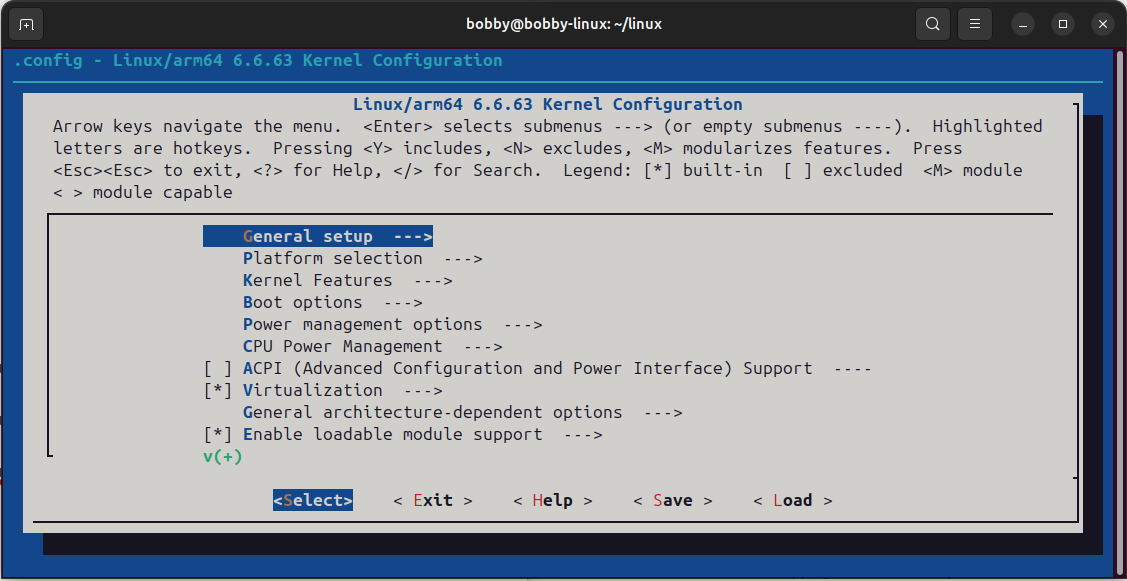 bobby@bobby-linux: ~/linux
.config - Linux/arm64 6.6.63 Kernel Configuration
Linux/arm64 6.6.63 Kernel Configuration
Arrow keys navigate the menu.  <Enter> selects submenus ---> (or empty submenus ----).  Highlighted
letters are hotkeys.  Pressing <Y> includes, <N> excludes, <M> modularizes features.  Press
<Esc><Esc> to exit, <?> for Help, </> for Search.  Legend: [*] built-in  [ ] excluded  <M> module
< > module capable
General setup  --->
Platform selection  --->
Kernel Features  --->
Boot options  --->
Power management options  --->
CPU Power Management  --->
[ ] ACPI (Advanced Configuration and Power Interface) Support  ----
[*] Virtualization  --->
General architecture-dependent options  --->
[*] Enable loadable module support  --->
v(+)
<Select>    < Exit >    < Help >    < Save >    < Load >